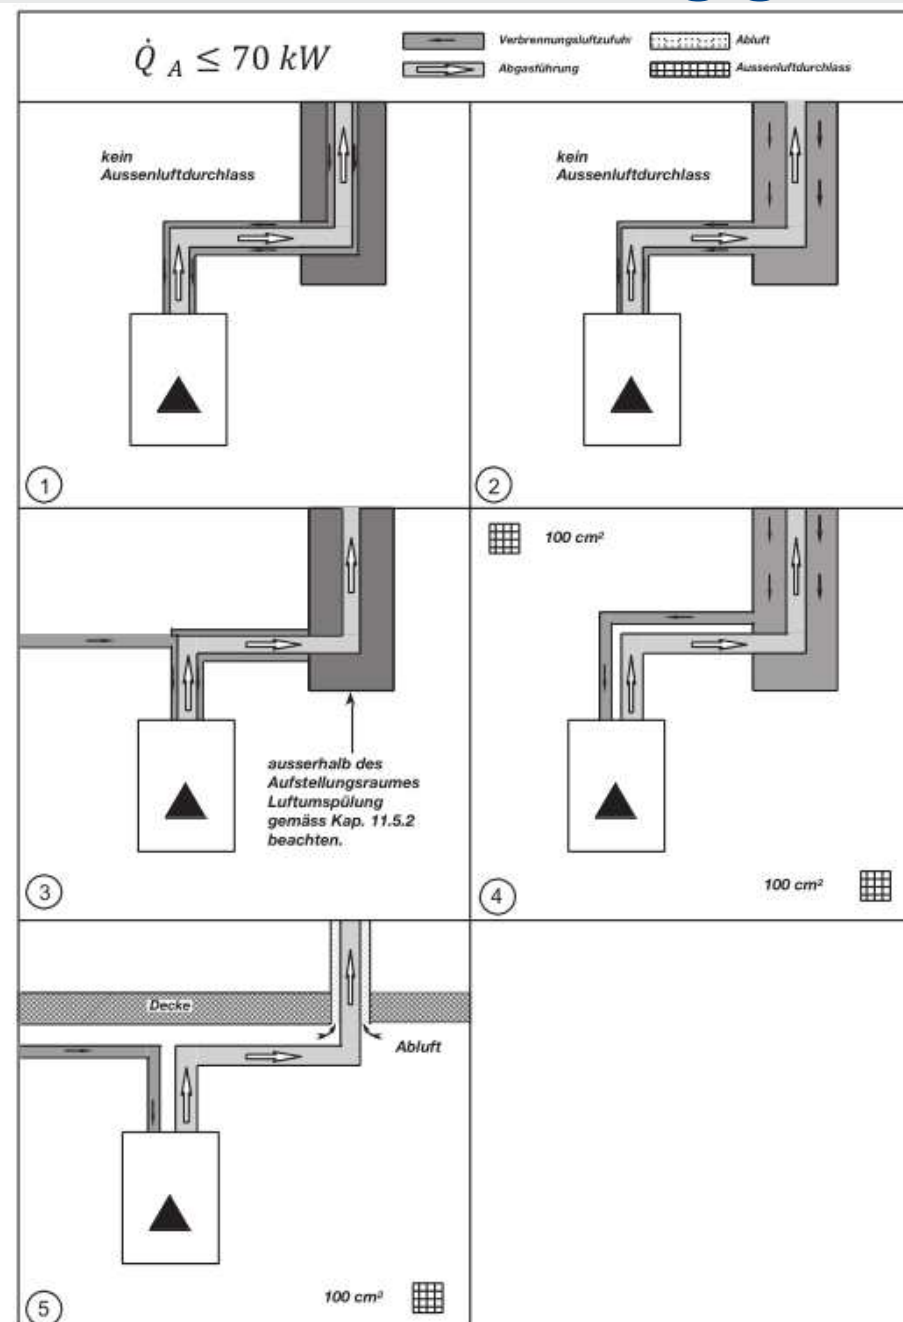 Q̇ A ≤ 70 kW
Verbrennungsluftzufuhr
Abluft
Abgasführung
Aussenluftdurchlass
kein
Aussenluftdurchlass
1
kein
Aussenluftdurchlass
2
ausserhalb des
Aufstellungsraumes
Luftumspülung
gemäss Kap. 11.5.2
beachten.
3
100 cm²
100 cm²
4
Decke
Abluft
100 cm²
5